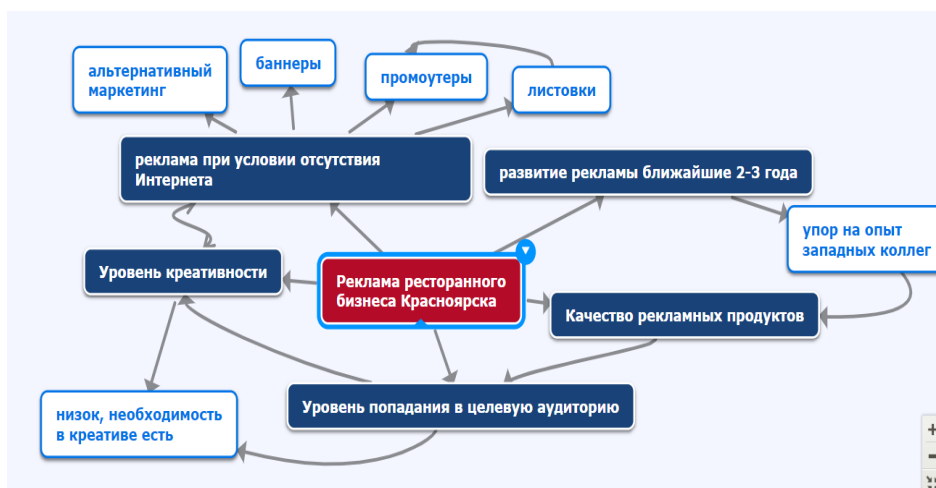 альтернативный
маркетинг
баннеры
промоутеры
листовки
реклама при условии отсутствия
Интернета
развитие рекламы ближайшие 2-3 года
упор на опыт
западных коллег
Уровень креативности
Реклама ресторанного
бизнеса Красноярска
Качество рекламных продуктов
Уровень попадания в целевую аудиторию
низок, необходимость
в креативе есть